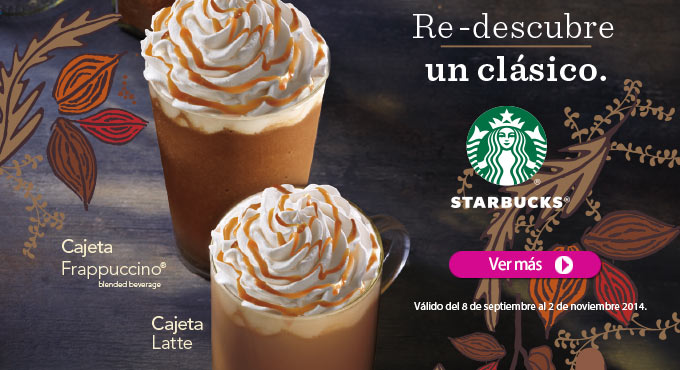 Re-descubre
un clásico.
STARBUCKS®
Ver más
Válido del 8 de septiembre al 2 de noviembre 2014.
Cajeta
Frappuccino®
blended beverage
Cajeta
Latte